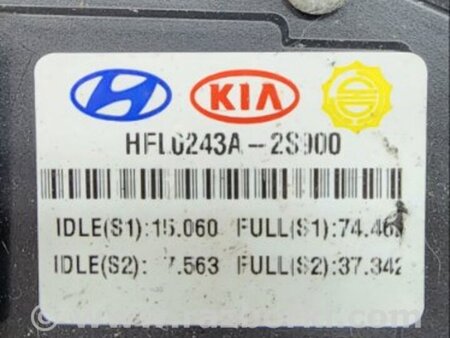 KIA
HFL0243A-2S900
IDLE(S1):15.060 FULL(S1):74.46
IDLE(S2): 7.563 FULL(S2):37.342